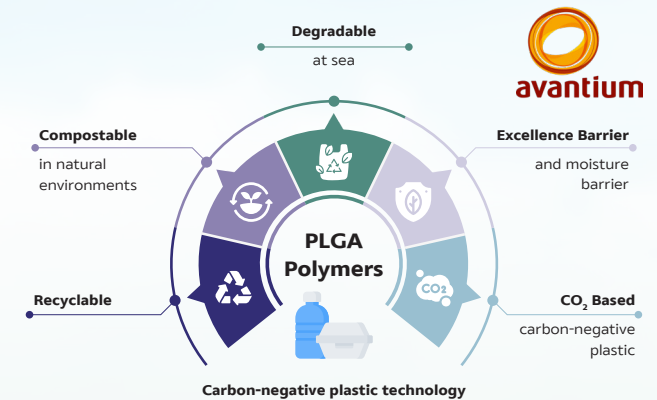 Degradable
at sea
avantium
Compostable
in natural
environments
Excellence Barrier
and moisture
barrier
PLGA
Polymers
CO2
Recyclable
CO₂ Based
carbon-negative
plastic
Carbon-negative plastic technology